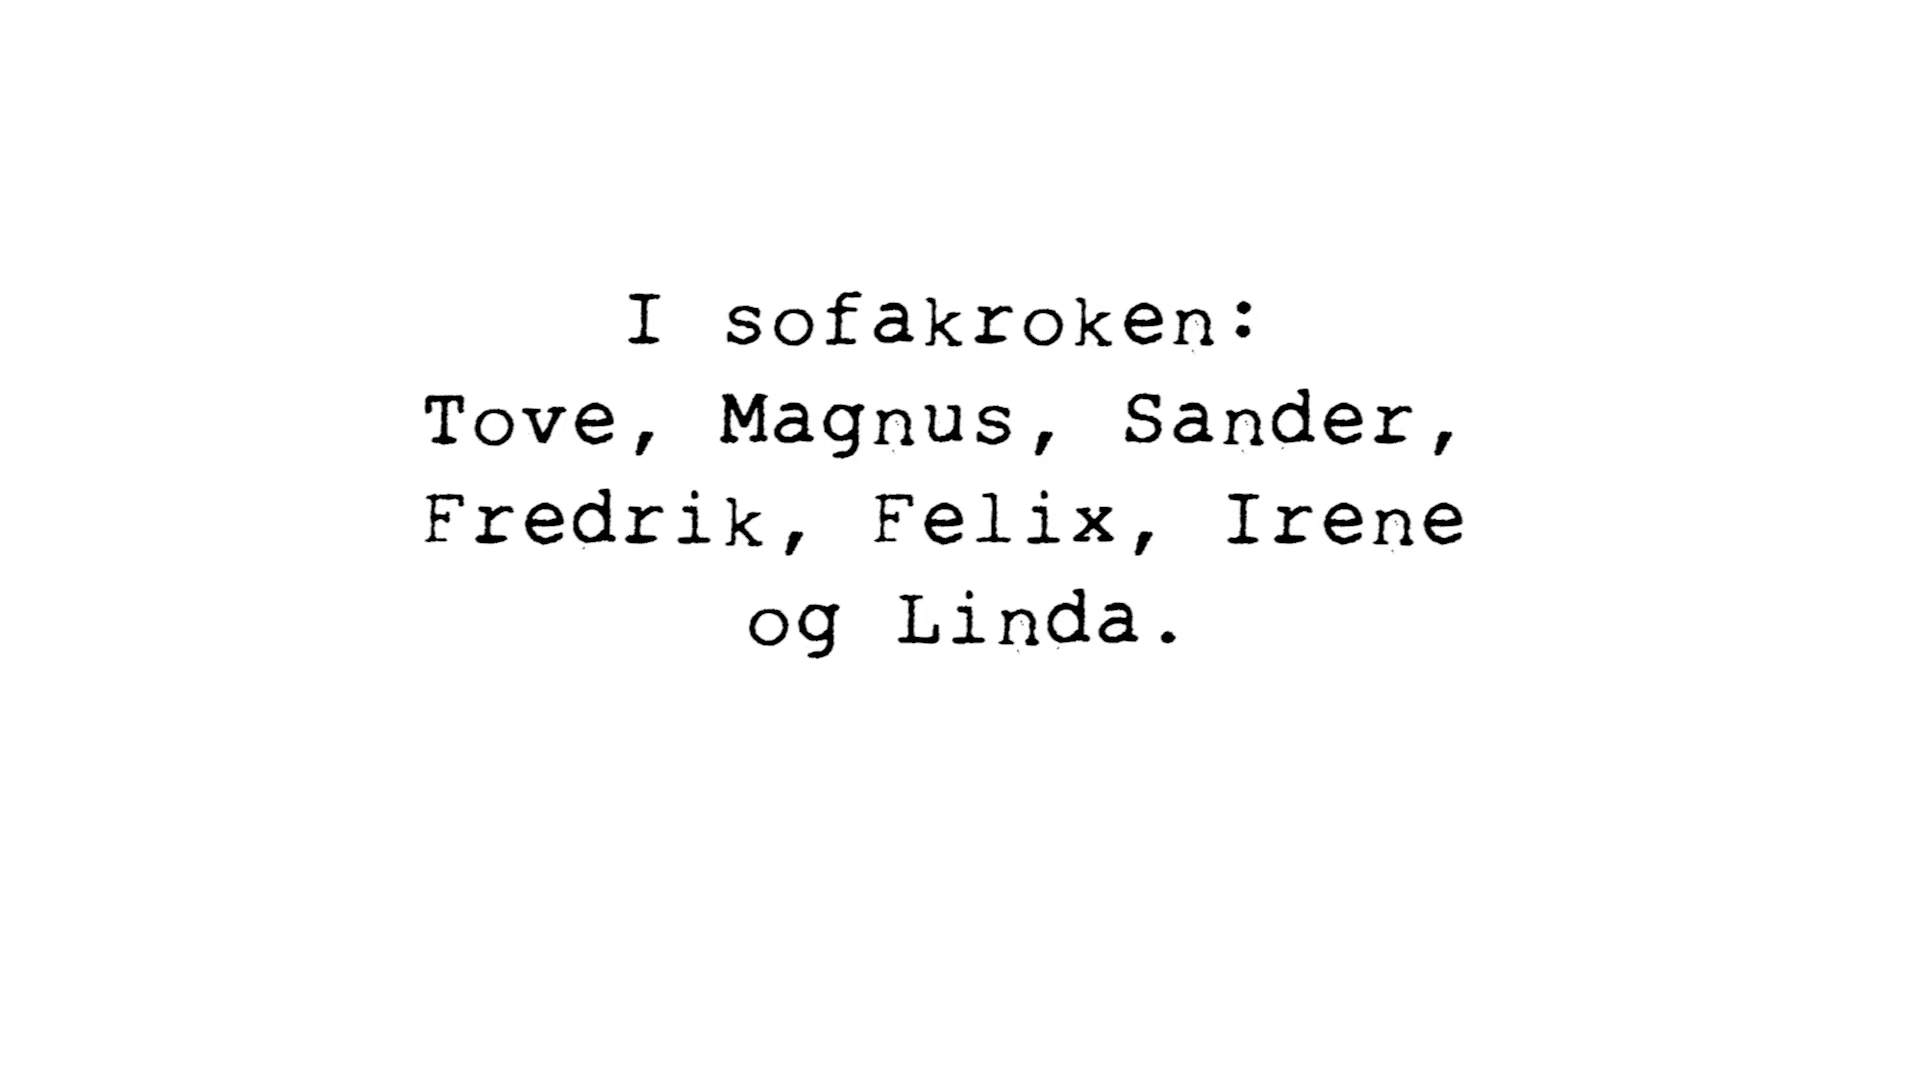 I sofakroken:
Tove, Magnus, Sander,
Fredrik, Felix, Irene
og Linda.